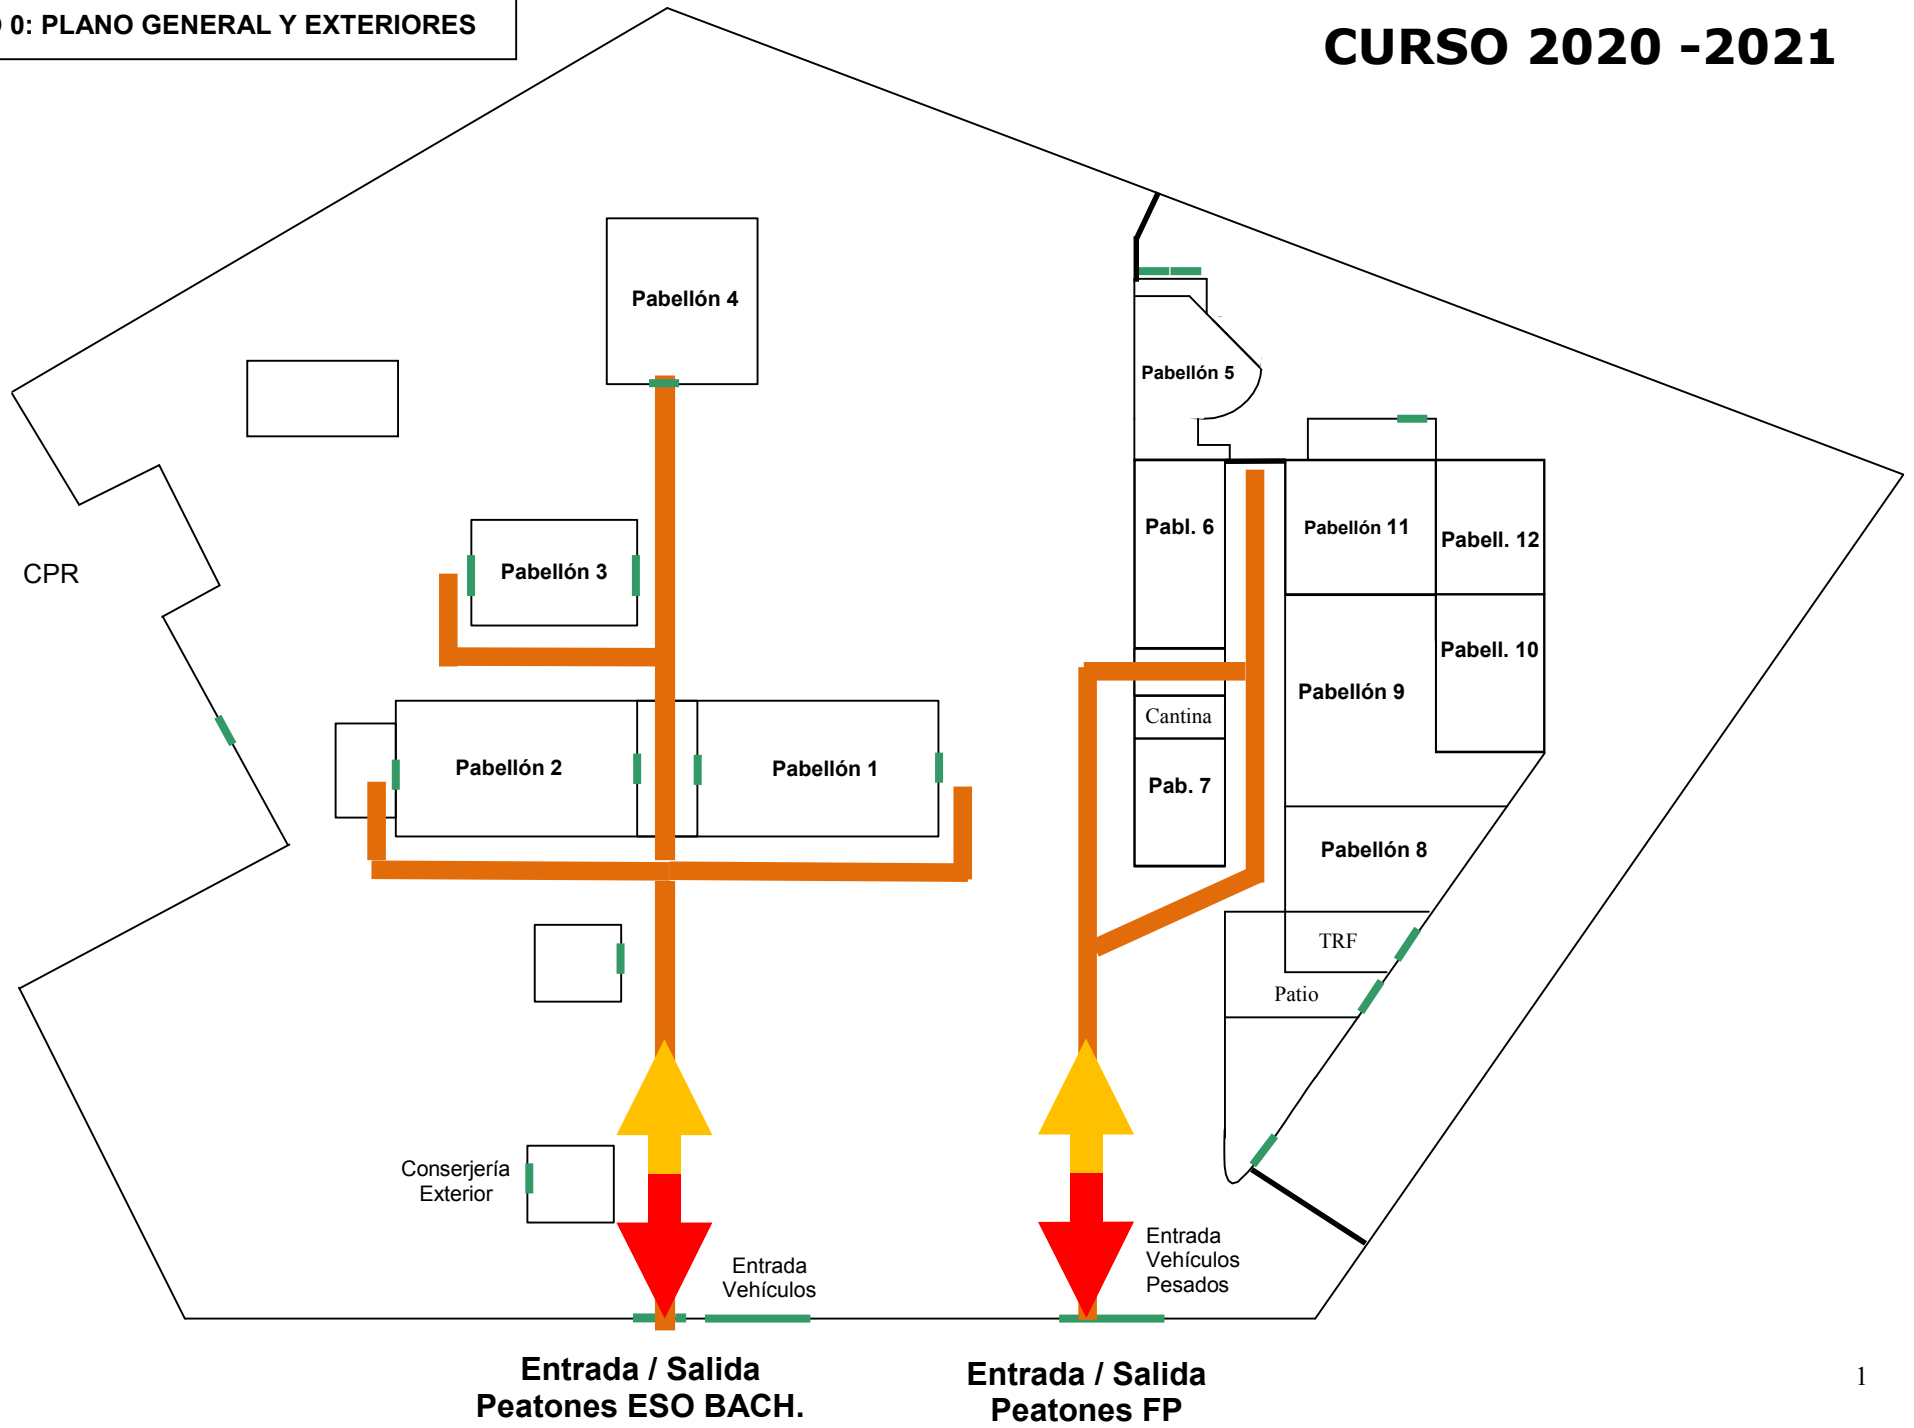 0: PLANO GENERAL Y EXTERIORES
CURSO 2020 -2021
Pabellón 4
Pabellón 5
Pabl. 6
Pabellón 11
Pabell. 12
CPR
Pabellón 3
Pabell. 10
Pabellón 9
Cantina
Pabellón 2
Pabellón 1
Pab. 7
Pabellón 8
TRF
Patio
Conserjería
Exterior
Entrada
Vehículos
Entrada
Vehículos
Pesados
Entrada / Salida
Peatones ESO BACH.
Entrada / Salida
Peatones FP
1